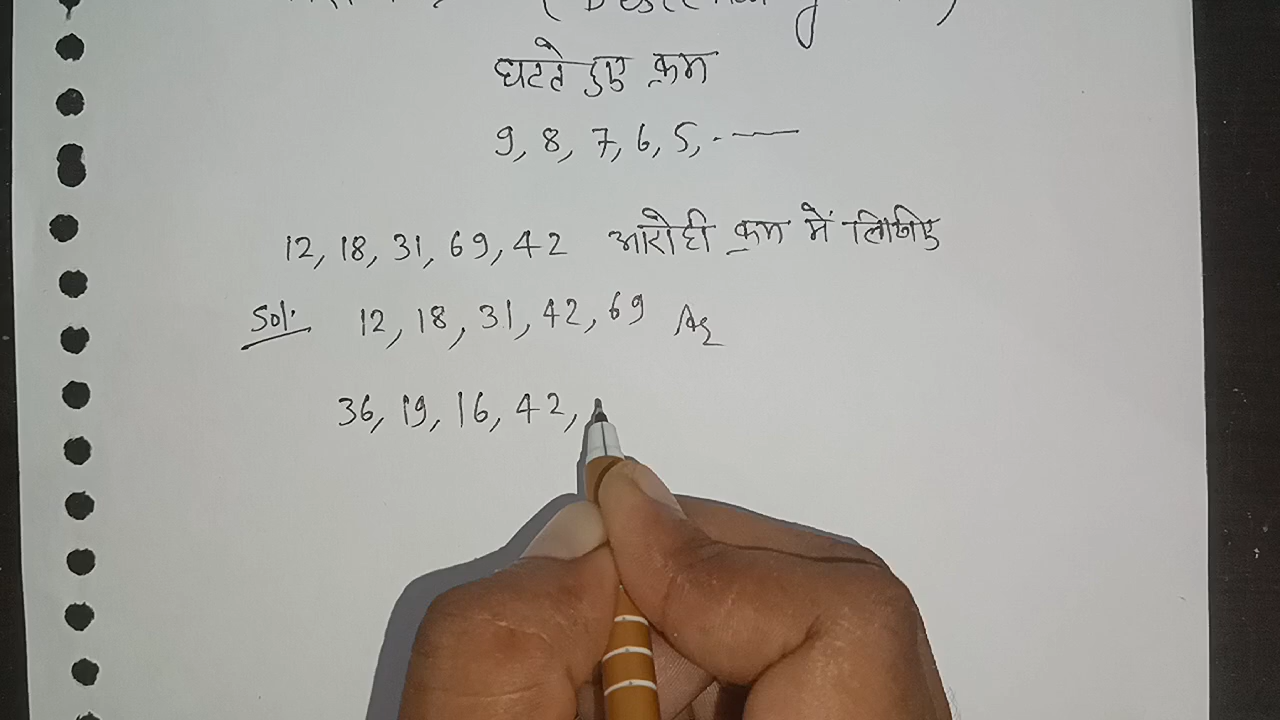 घटते हुए क्रम
9, 8, 7, 6, 5, . —
12, 18, 31, 69, 42 आरोही क्रम में लिखिए
Sol. 12, 18, 31, 42, 69 Ans
36, 19, 16, 42,